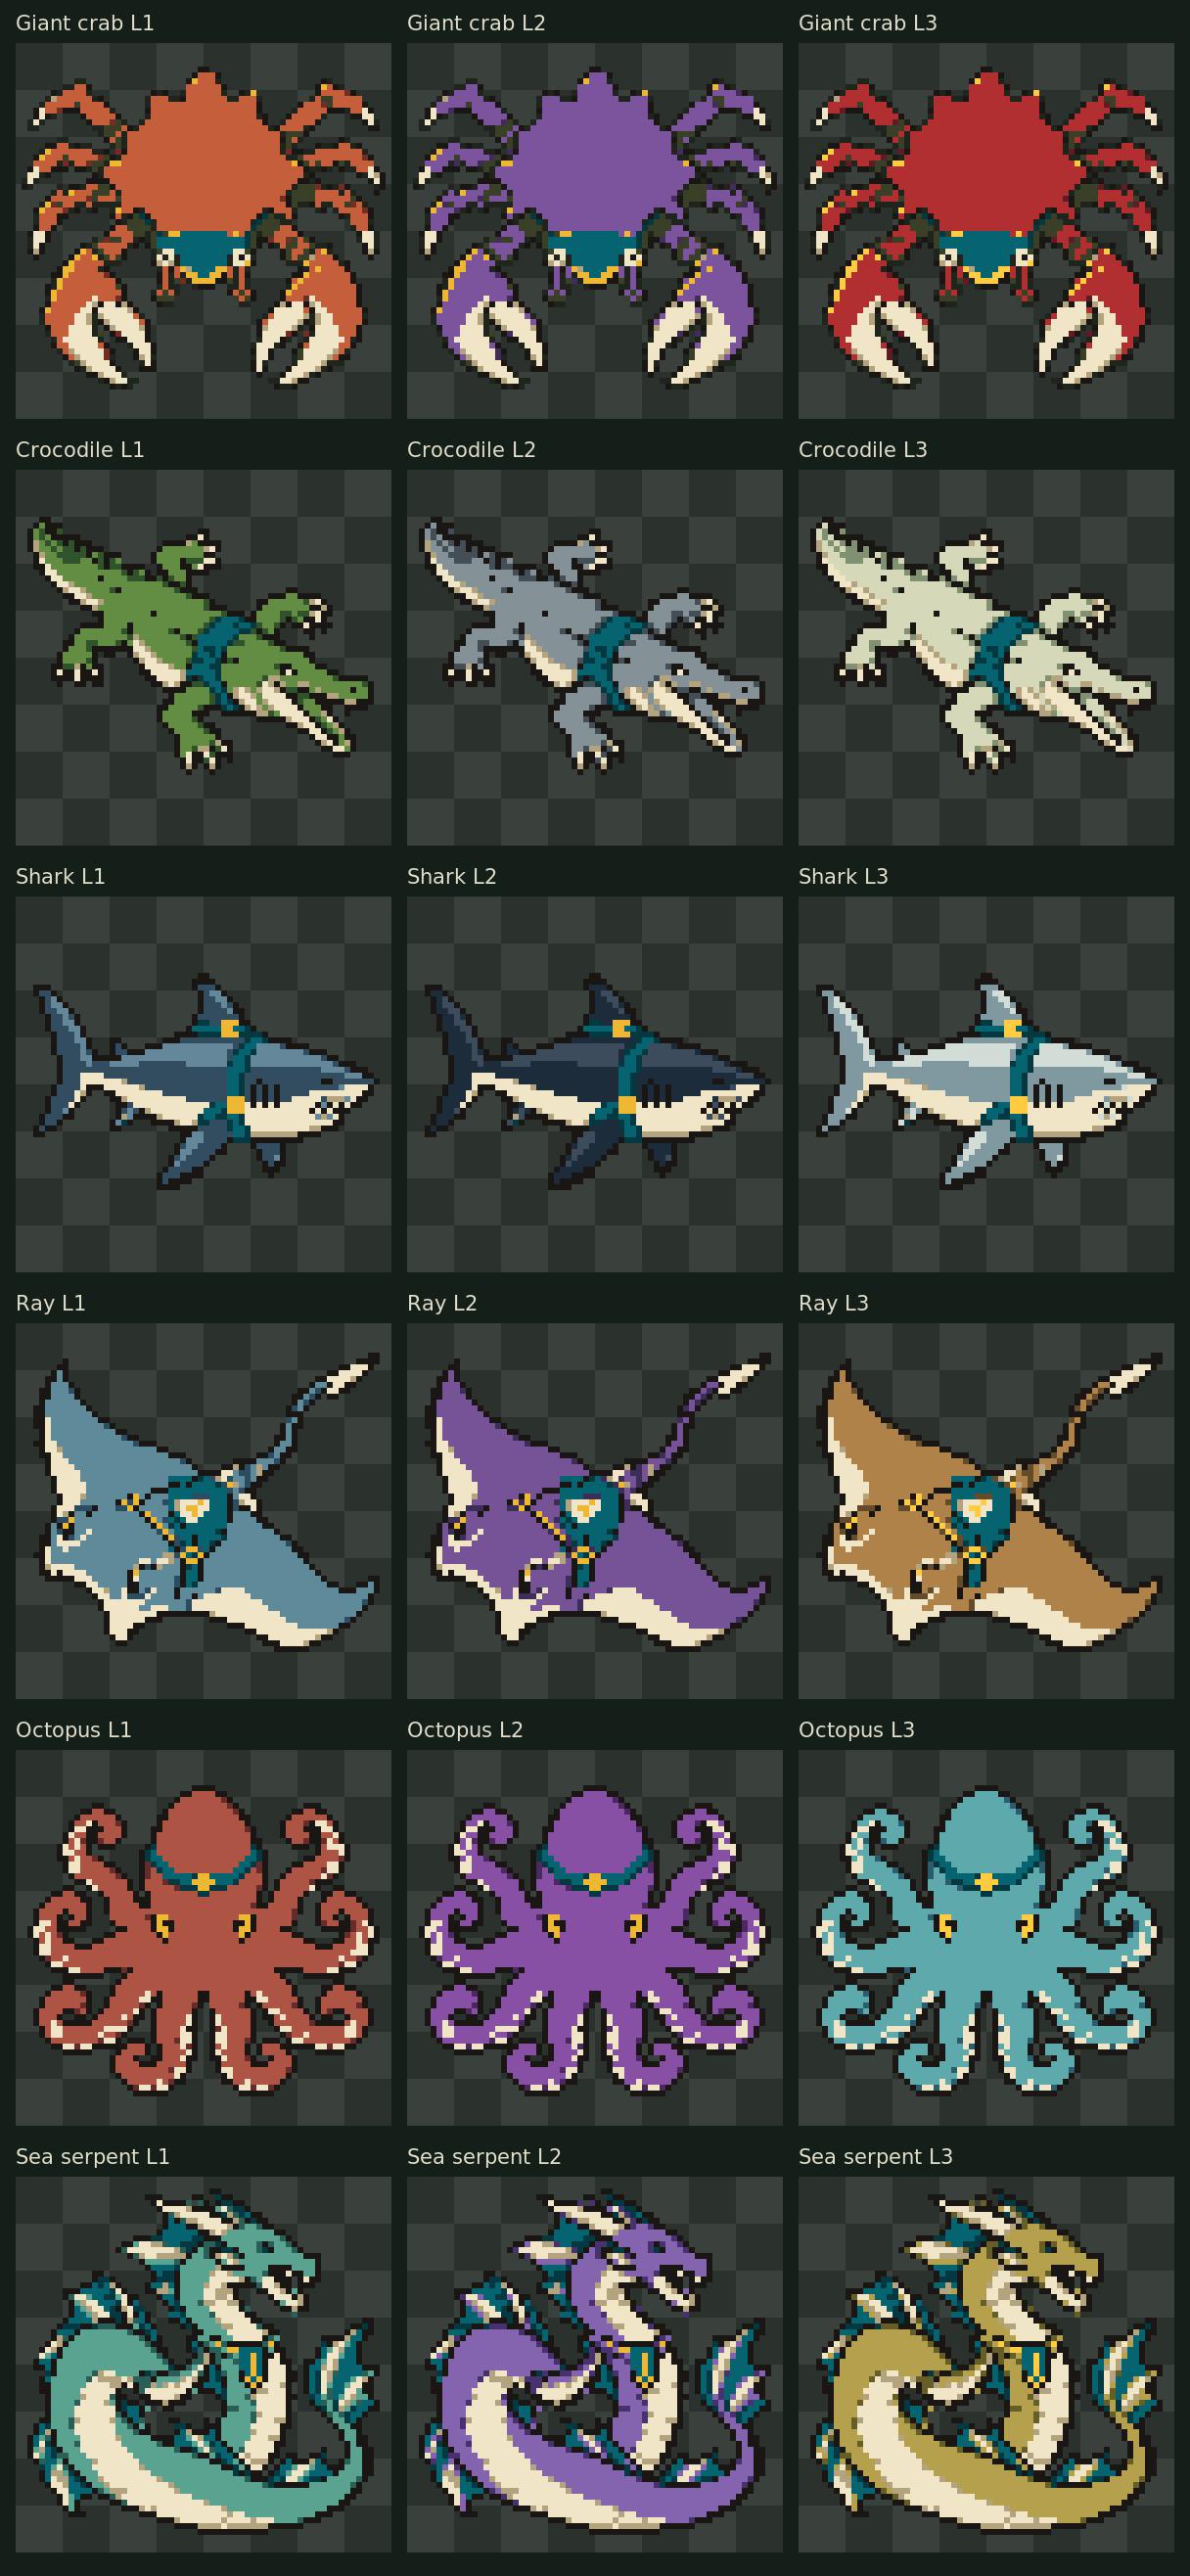 Giant crab L1
Giant crab L2
Giant crab L3
Crocodile L1
Crocodile L2
Crocodile L3
Shark L1
Shark L2
Shark L3
Ray L1
Ray L2
Ray L3
Octopus L1
Octopus L2
Octopus L3
Sea serpent L1
Sea serpent L2
Sea serpent L3